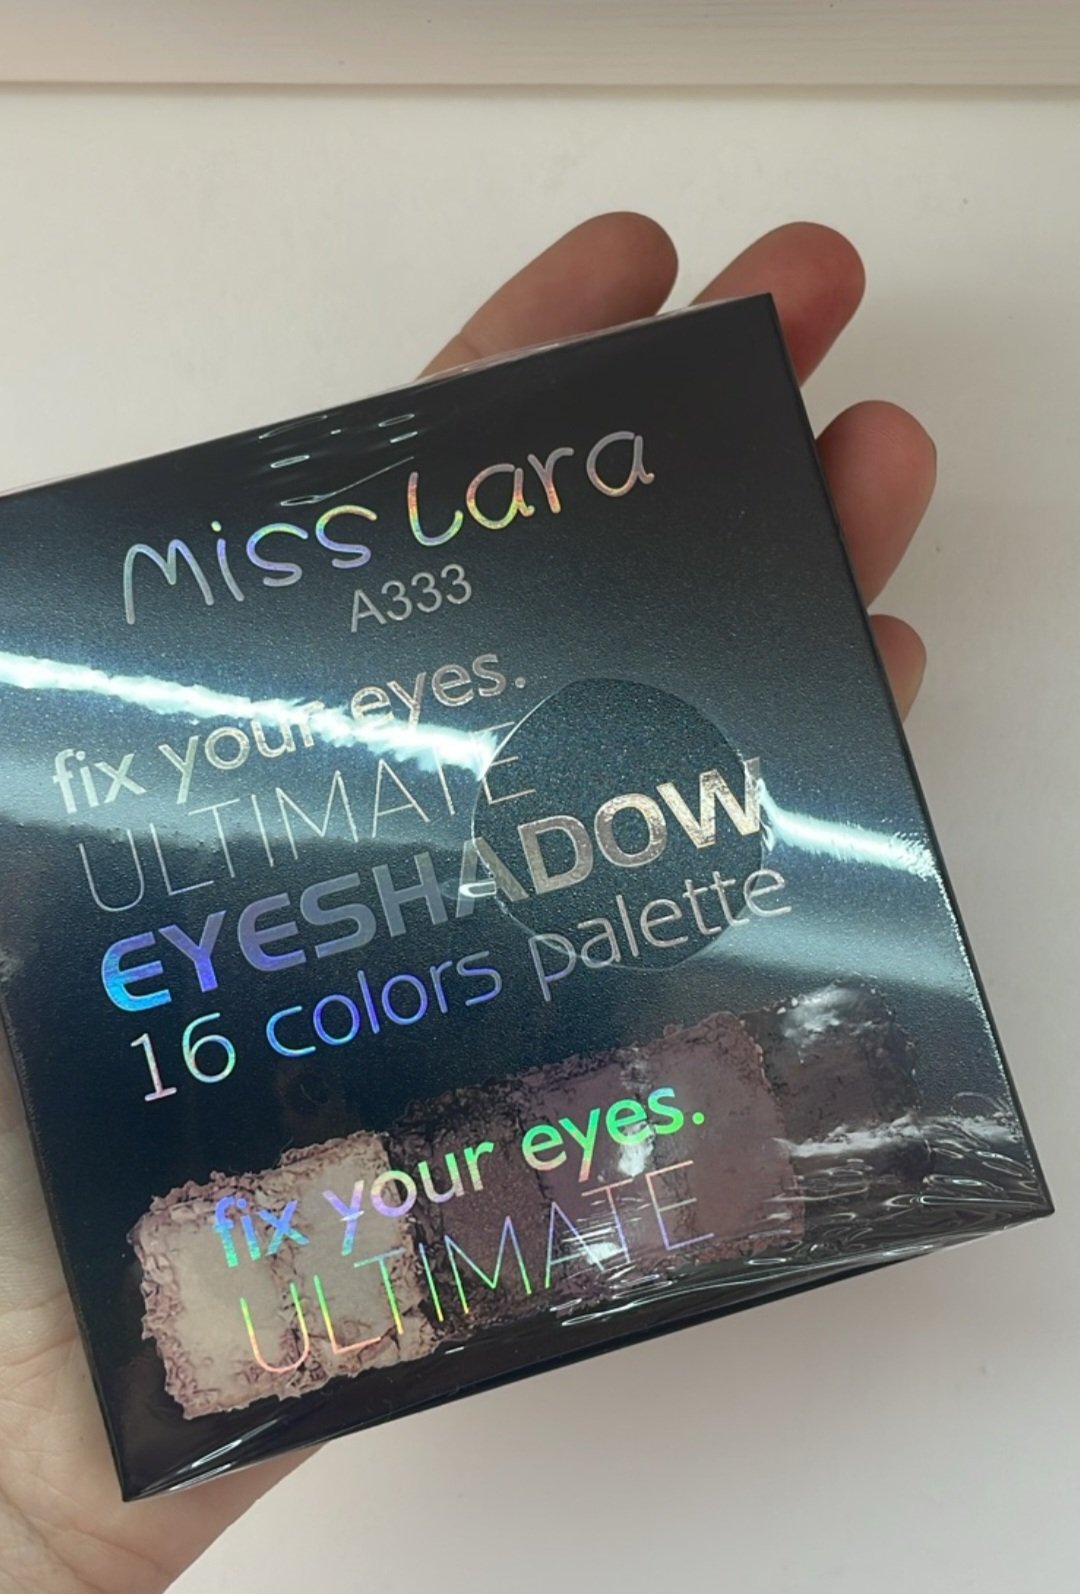 Miss Lara
A333
fix your eyes.
ULTIMATE
EYESHADOW
16 colors palette
fix your eyes.
ULTIMATE